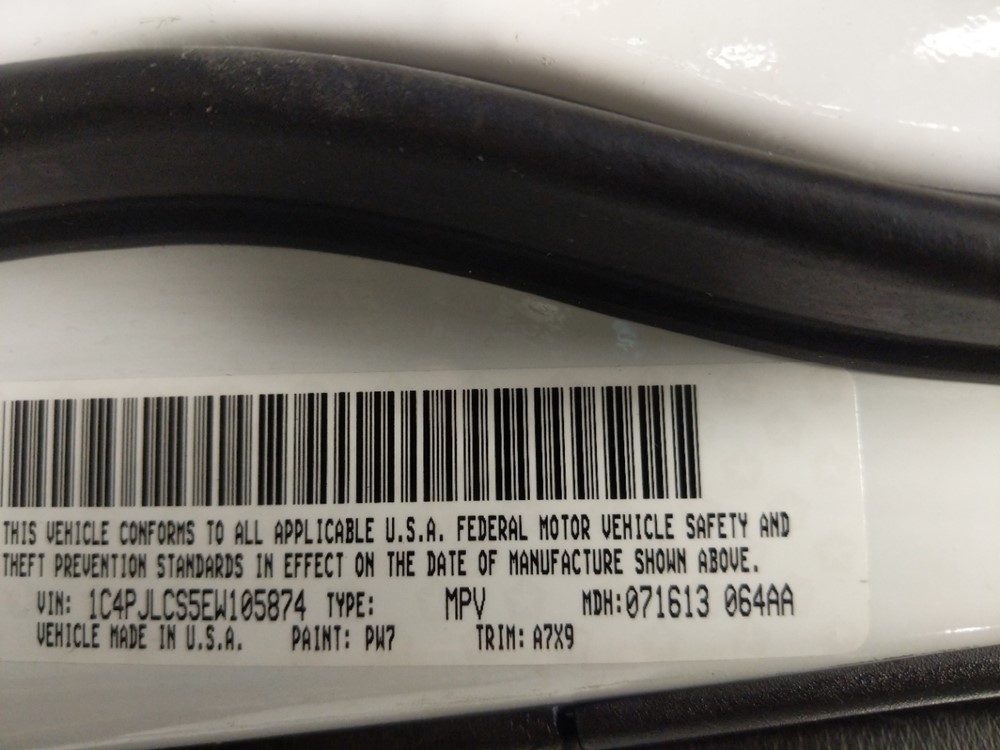 THIS VEHICLE CONFORMS TO ALL APPLICABLE U.S.A. FEDERAL MOTOR VEHICLE SAFETY AND
THEFT PREVENTION STANDARDS IN EFFECT ON THE DATE OF MANUFACTURE SHOWN ABOVE.
VIN: 1C4PJLCS5EW105874 TYPE: MPV MDH:071613 064AA
VEHICLE MADE IN U.S.A. PAINT: PW7 TRIM: A7X9